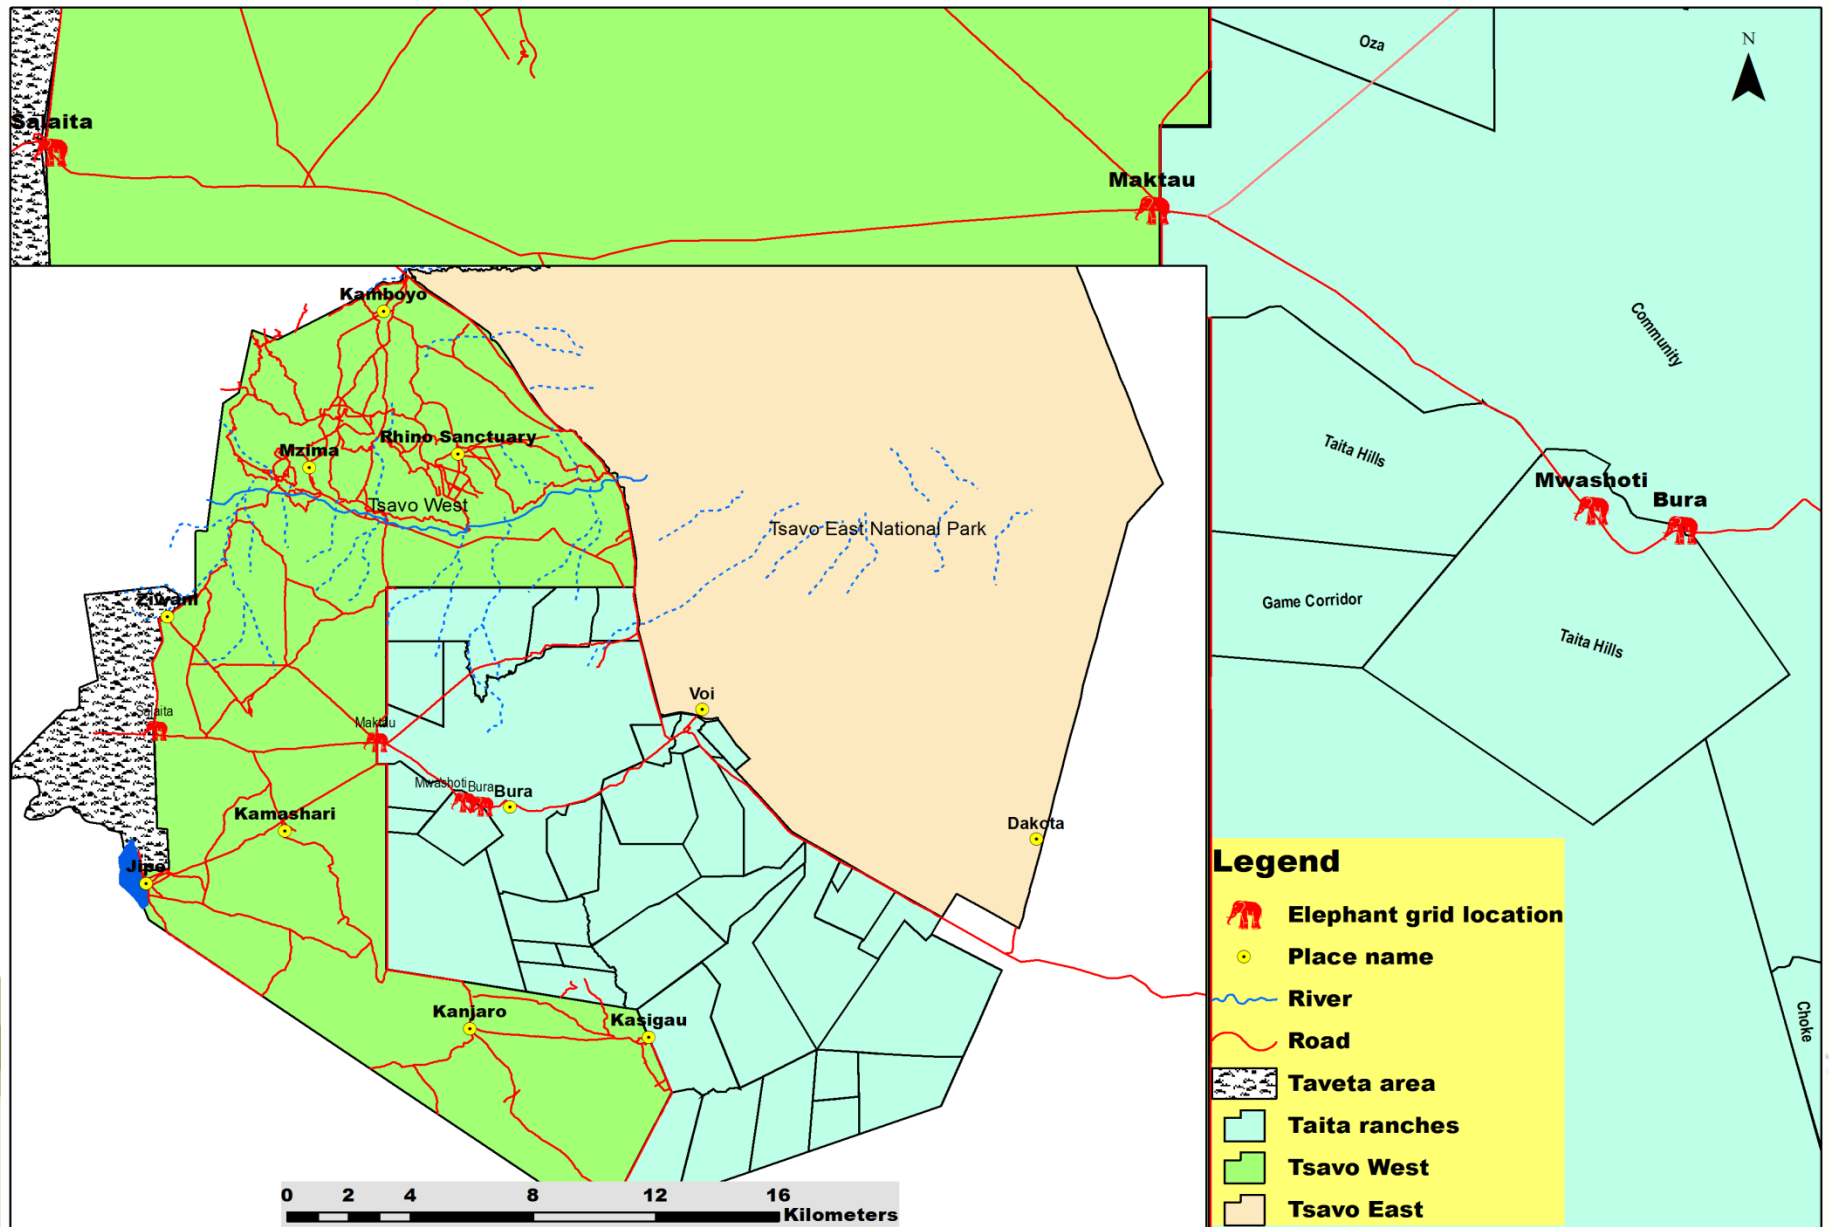 N
Oza
Salaita
Maktau
Community
Taita Hills
Mwashoti
Bura
Game Corridor
Taita Hills
Choke
Kamboyo
Rhino Sanctuary
Mzima
Tsavo West
Tsavo East National Park
Ziwani
Voi
Salaita
Maktau
Mwashoti
Bura
Bura
Kamashari
Dakota
Jipe
Kanjaro
Kasigau
Legend
Elephant grid location
Place name
River
Road
Taveta area
Taita ranches
Tsavo West
Tsavo East
0 2 4 8 12 16
Kilometers